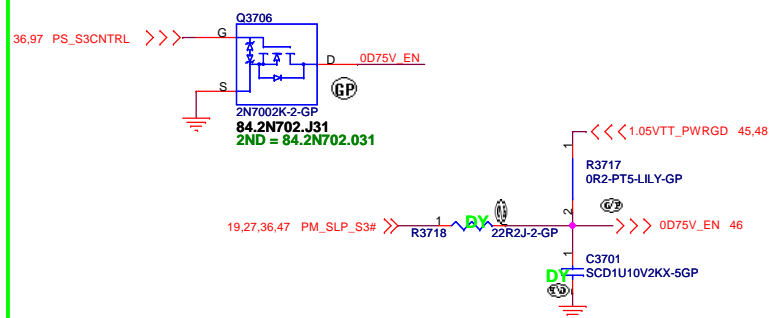 Q3706
36,97 PS_S3CNTRL
G
D
0D75V_EN
S
GP
2N7002K-2-GP
84.2N702.J31
2ND = 84.2N702.031
1.05VTT_PWRGD 45,48
1
R3717
0R2-PT5-LILY-GP
2
G/P
19,27,36,47 PM_SLP_S3#
1
DY
R3718
22R2J-2-GP
0D75V_EN 46
1
C3701
DY
SCD1U10V2KX-5GP